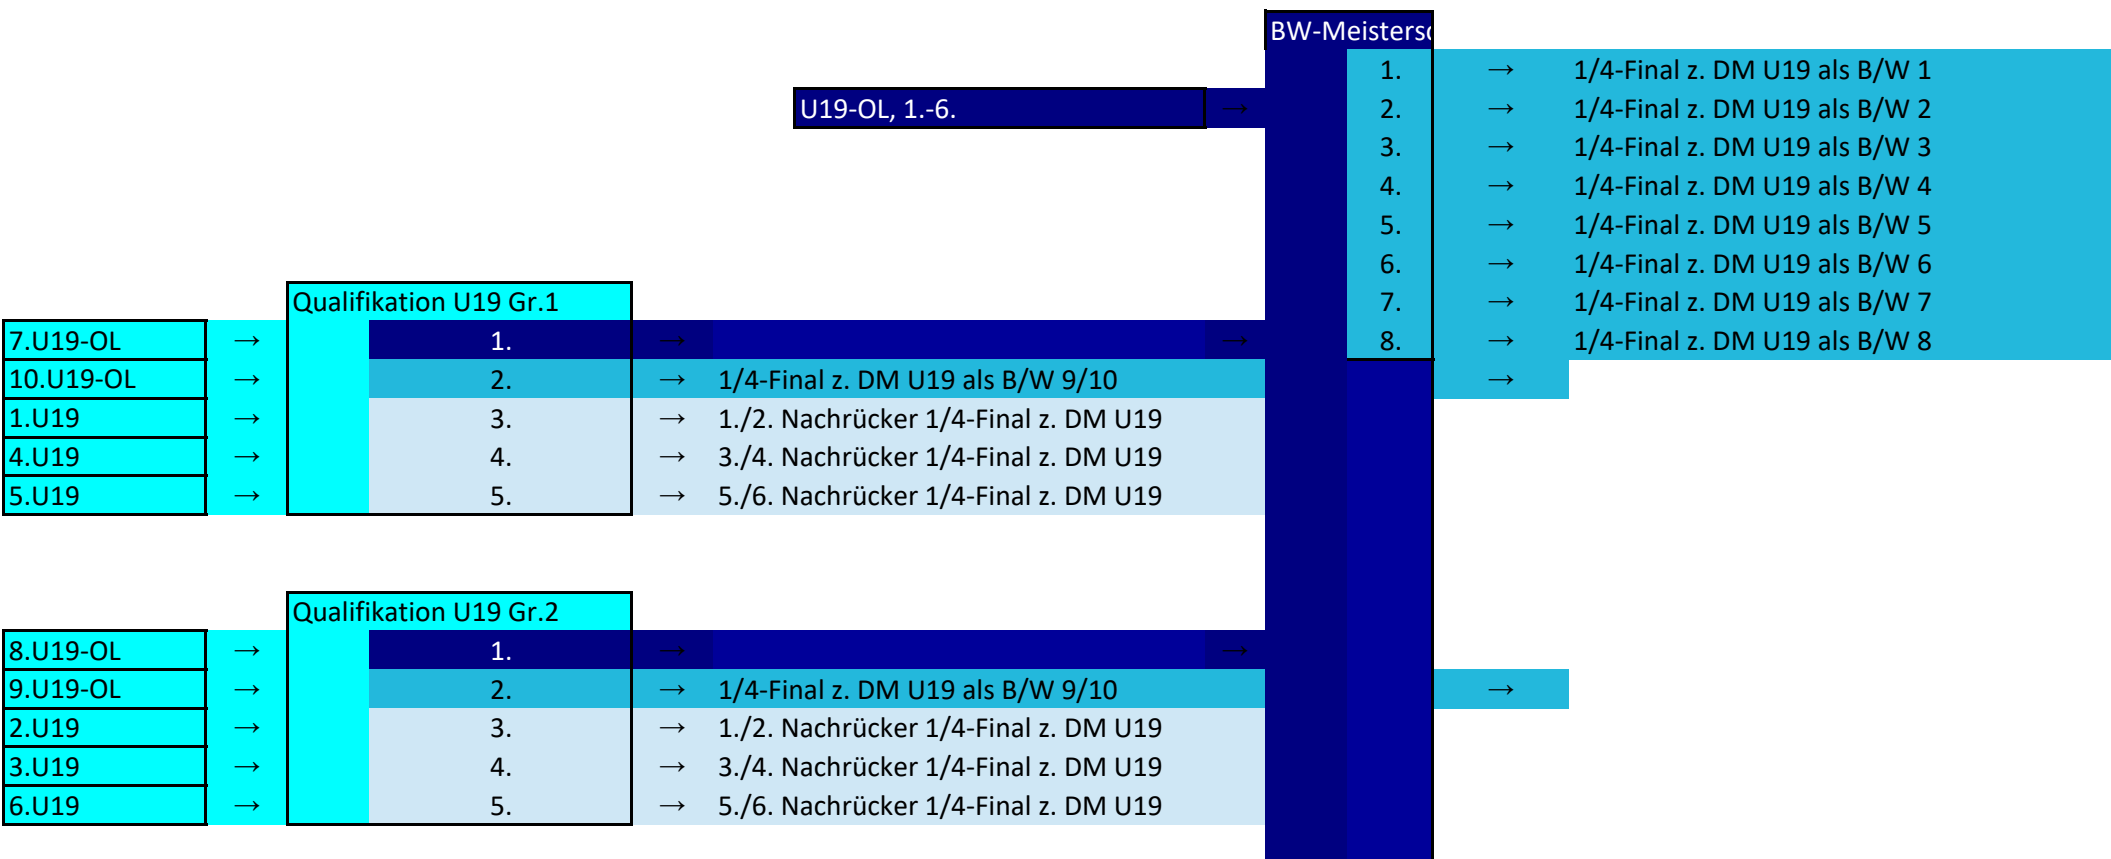 BW-Meistersc
1. → 1/4-Final z. DM U19 als B/W 1
U19-OL, 1.-6. → 2. → 1/4-Final z. DM U19 als B/W 2
3. → 1/4-Final z. DM U19 als B/W 3
4. → 1/4-Final z. DM U19 als B/W 4
5. → 1/4-Final z. DM U19 als B/W 5
6. → 1/4-Final z. DM U19 als B/W 6
Qualifikation U19 Gr.1 7. → 1/4-Final z. DM U19 als B/W 7
7.U19-OL → 1. → → 8. → 1/4-Final z. DM U19 als B/W 8
10.U19-OL → 2. → 1/4-Final z. DM U19 als B/W 9/10 →
1.U19 → 3. → 1./2. Nachrücker 1/4-Final z. DM U19
4.U19 → 4. → 3./4. Nachrücker 1/4-Final z. DM U19
5.U19 → 5. → 5./6. Nachrücker 1/4-Final z. DM U19
Qualifikation U19 Gr.2
8.U19-OL → 1. → →
9.U19-OL → 2. → 1/4-Final z. DM U19 als B/W 9/10 →
2.U19 → 3. → 1./2. Nachrücker 1/4-Final z. DM U19
3.U19 → 4. → 3./4. Nachrücker 1/4-Final z. DM U19
6.U19 → 5. → 5./6. Nachrücker 1/4-Final z. DM U19